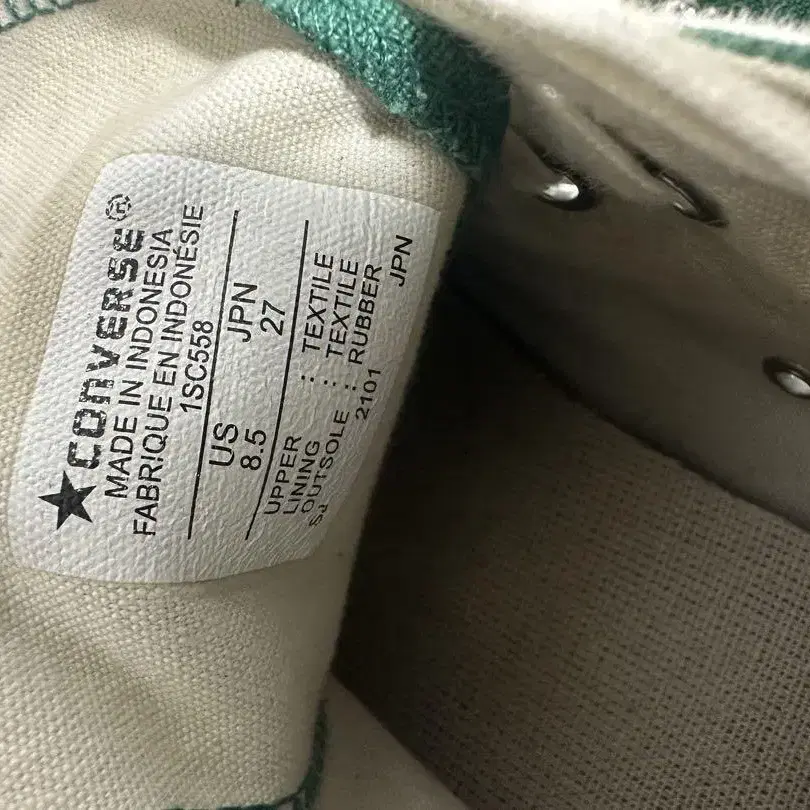 CONVERSE®
MADE IN INDONESIA
FABRIQUE EN INDONÉSIE
1SC558
US JPN
8.5 27
UPPER : TEXTILE
LINING : TEXTILE
OUTSOLE : RUBBER
2101 JPN